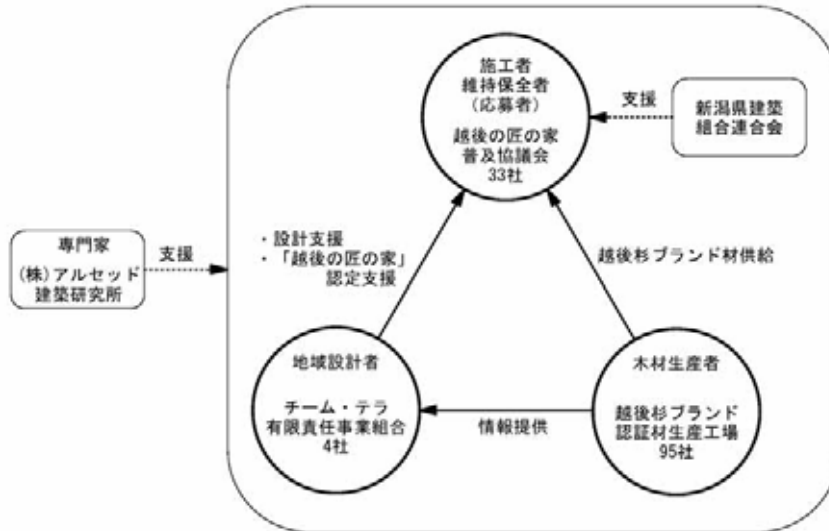 施工者
維持保全者
(応募者)
越後の匠の家
普及協議会
33社
支援
新潟県建築
組合連合会
専門家
(株)アルセッド
建築研究所
支援
・設計支援
・「越後の匠の家」
認定支援
越後杉ブランド材供給
地域設計者
チーム・テラ
有限責任事業組合
4社
情報提供
木材生産者
越後杉ブランド
認証材生産工場
95社